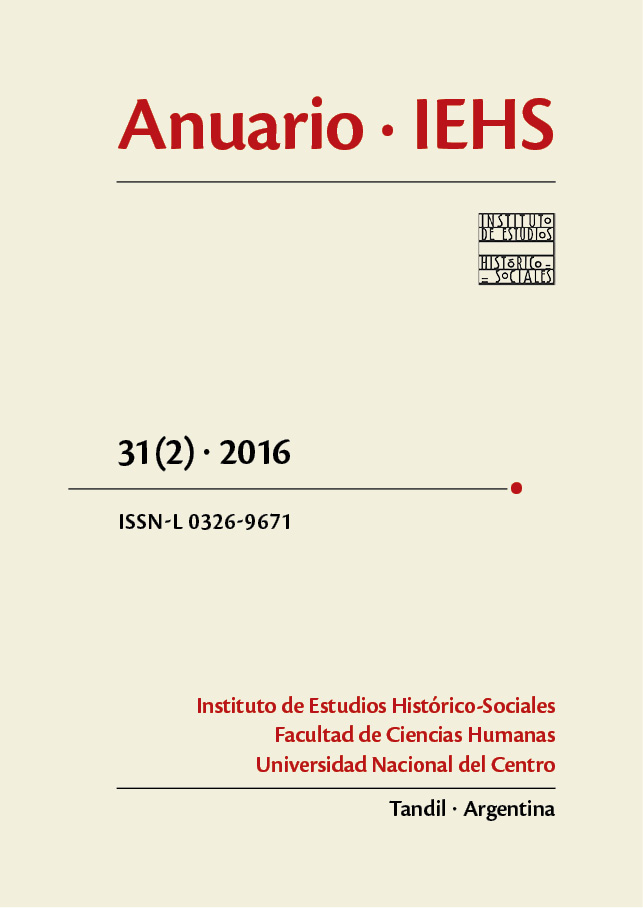 Anuario · IEHS
INSTITUTO
DE ESTUDIOS
HISTÓRICO-
SOCIALES
31(2) · 2016
ISSN-L 0326-9671
Instituto de Estudios Histórico-Sociales
Facultad de Ciencias Humanas
Universidad Nacional del Centro
Tandil · Argentina